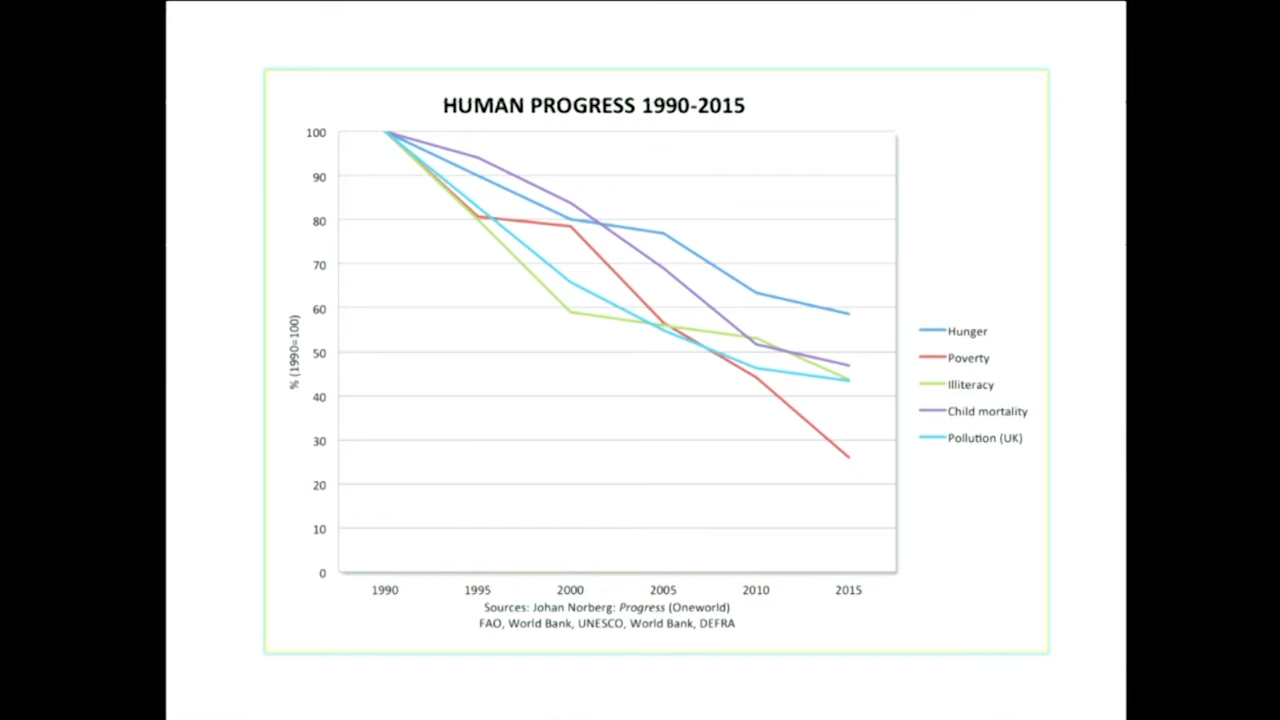 HUMAN PROGRESS 1990-2015
100
90
80
70
60
50
40
30
20
10
0
% (1990=100)
1990 1995 2000 2005 2010 2015
Hunger
Poverty
Illiteracy
Child mortality
Pollution (UK)
Sources: Johan Norberg: Progress (Oneworld)
FAO, World Bank, UNESCO, World Bank, DEFRA